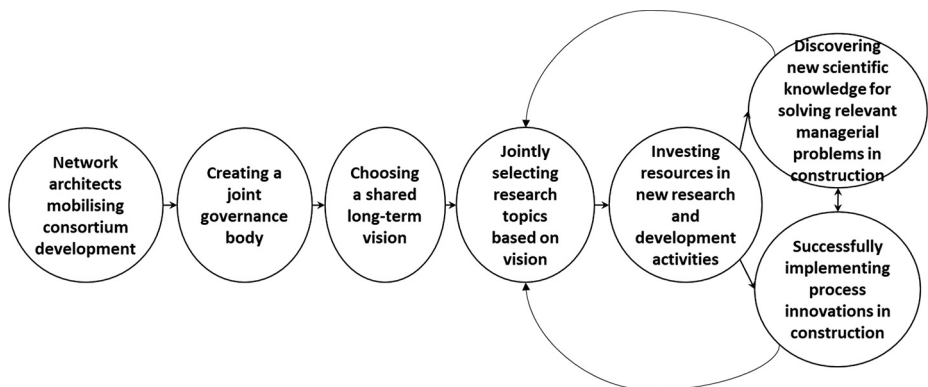 Network
architects
mobilising
consortium
development
Creating a
joint
governance
body
Choosing
a shared
long-term
vision
Jointly
selecting
research
topics
based on
vision
Investing
resources in
new research
and
development
activities
Discovering
new scientific
knowledge for
solving relevant
managerial
problems in
construction
Successfully
implementing
process
innovations in
construction